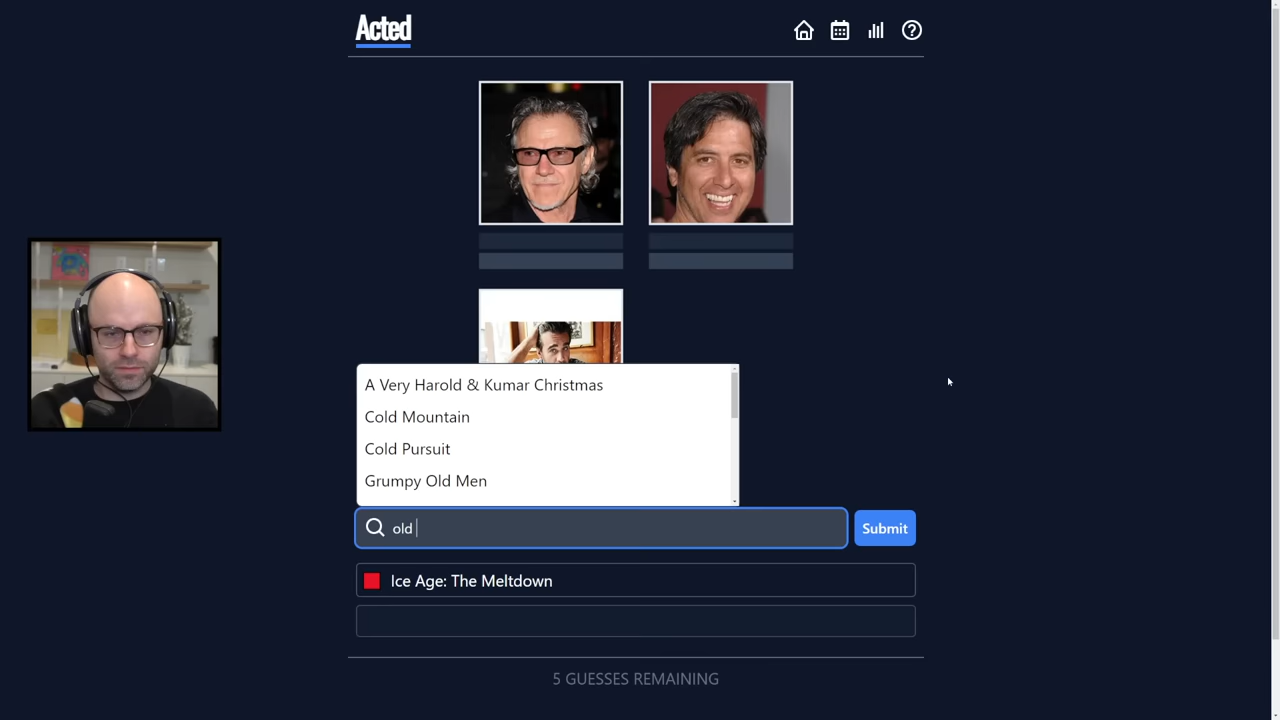 Acted
A Very Harold & Kumar Christmas
Cold Mountain
Cold Pursuit
Grumpy Old Men
old
Submit
Ice Age: The Meltdown
5 GUESSES REMAINING